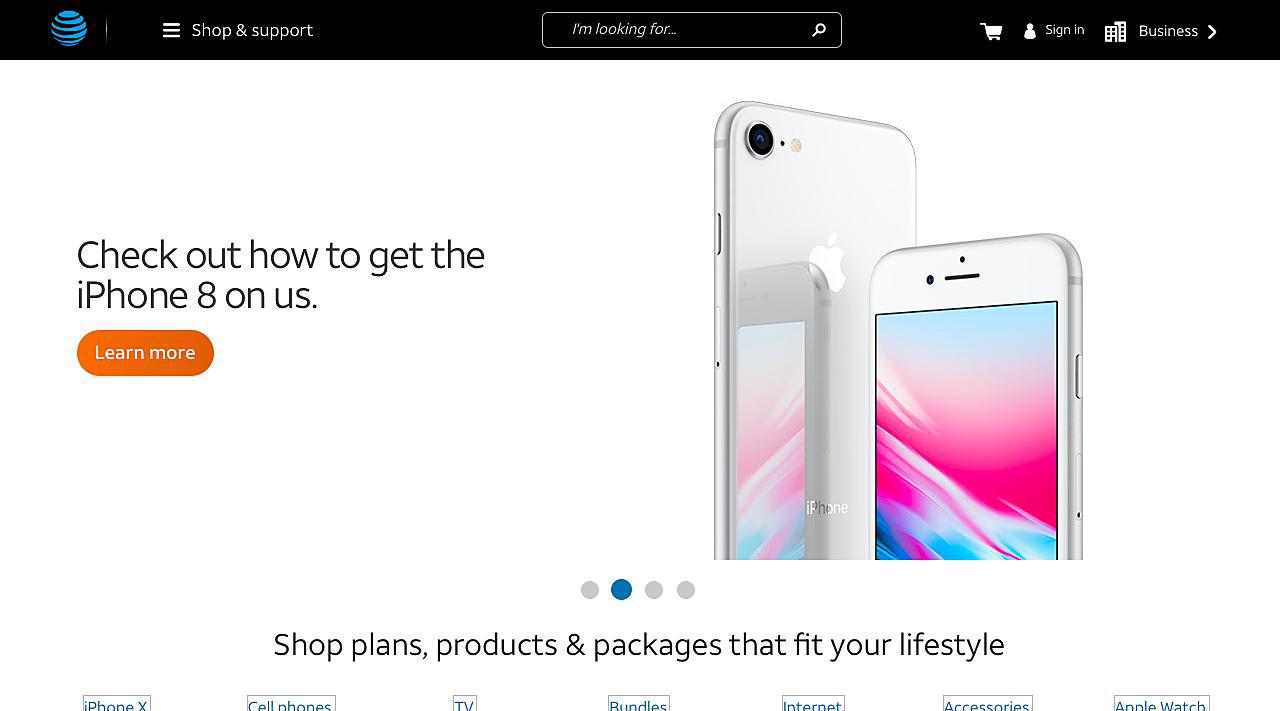 Shop & support
I'm looking for...
Sign in
Business
Check out how to get the
iPhone 8 on us.
Learn more
iPhone
Shop plans, products & packages that fit your lifestyle
iPhone X
Cell phones
TV
Bundles
Internet
Accessories
Apple Watch